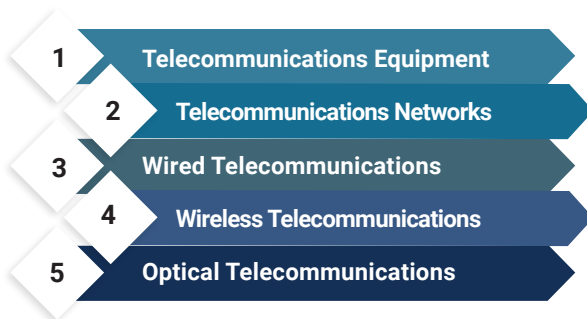 1 Telecommunications Equipment
2 Telecommunications Networks
3 Wired Telecommunications
4 Wireless Telecommunications
5 Optical Telecommunications